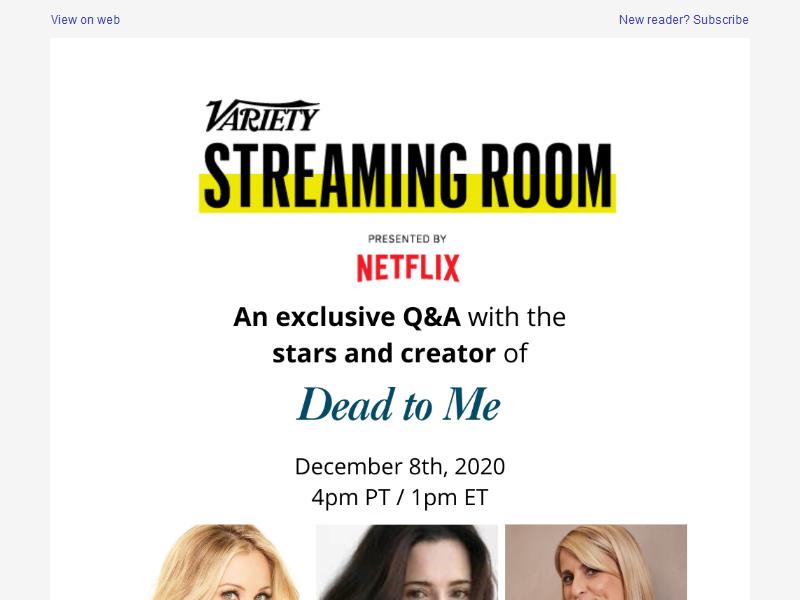 View on web
New reader? Subscribe
VARIETY
STREAMING ROOM
PRESENTED BY
NETFLIX
An exclusive Q&A with the
stars and creator of
Dead to Me
December 8th, 2020
4pm PT / 1pm ET